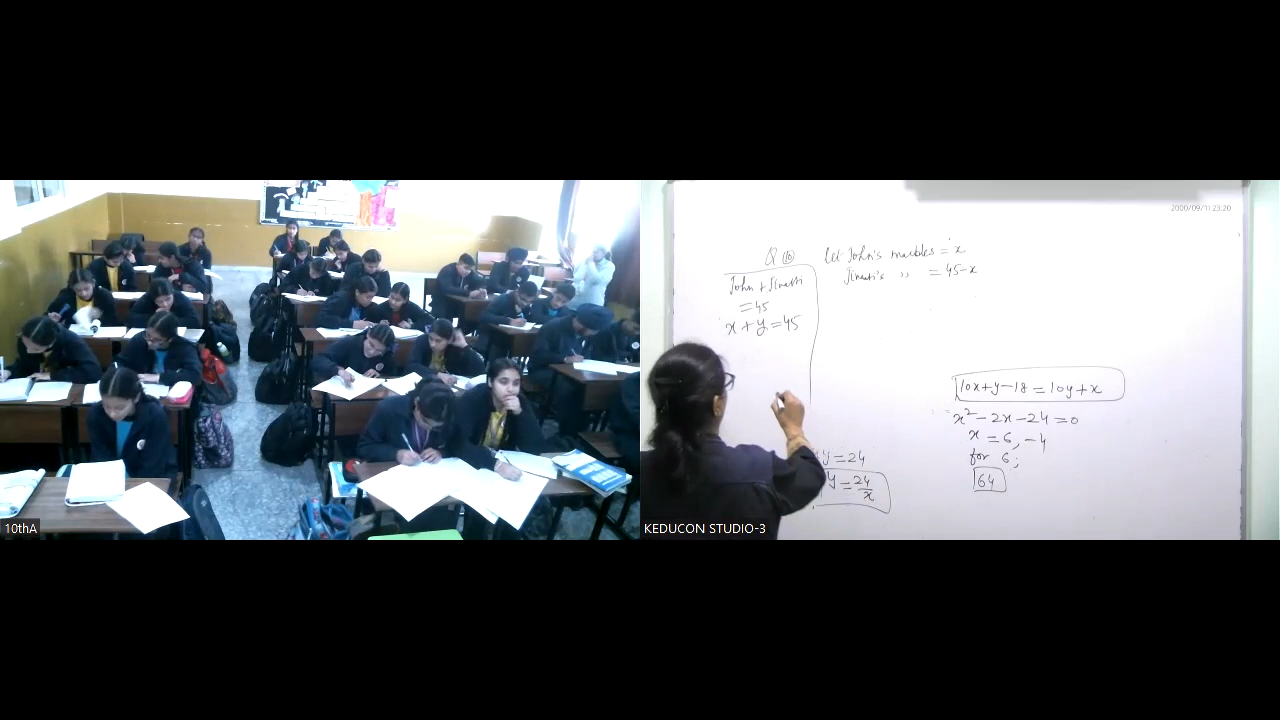 2000/09/11 23:20
Q (16) Let John's marbles = x
Jivanti's ,, = 45-x
John + Jivanti
= 45
x + y = 45
10x+y-18 = 10y+x
x² - 2x - 24 = 0
x = 6, -4
for 6;
64
y = 24
y = 24/x
10thA
KEDUCON STUDIO-3